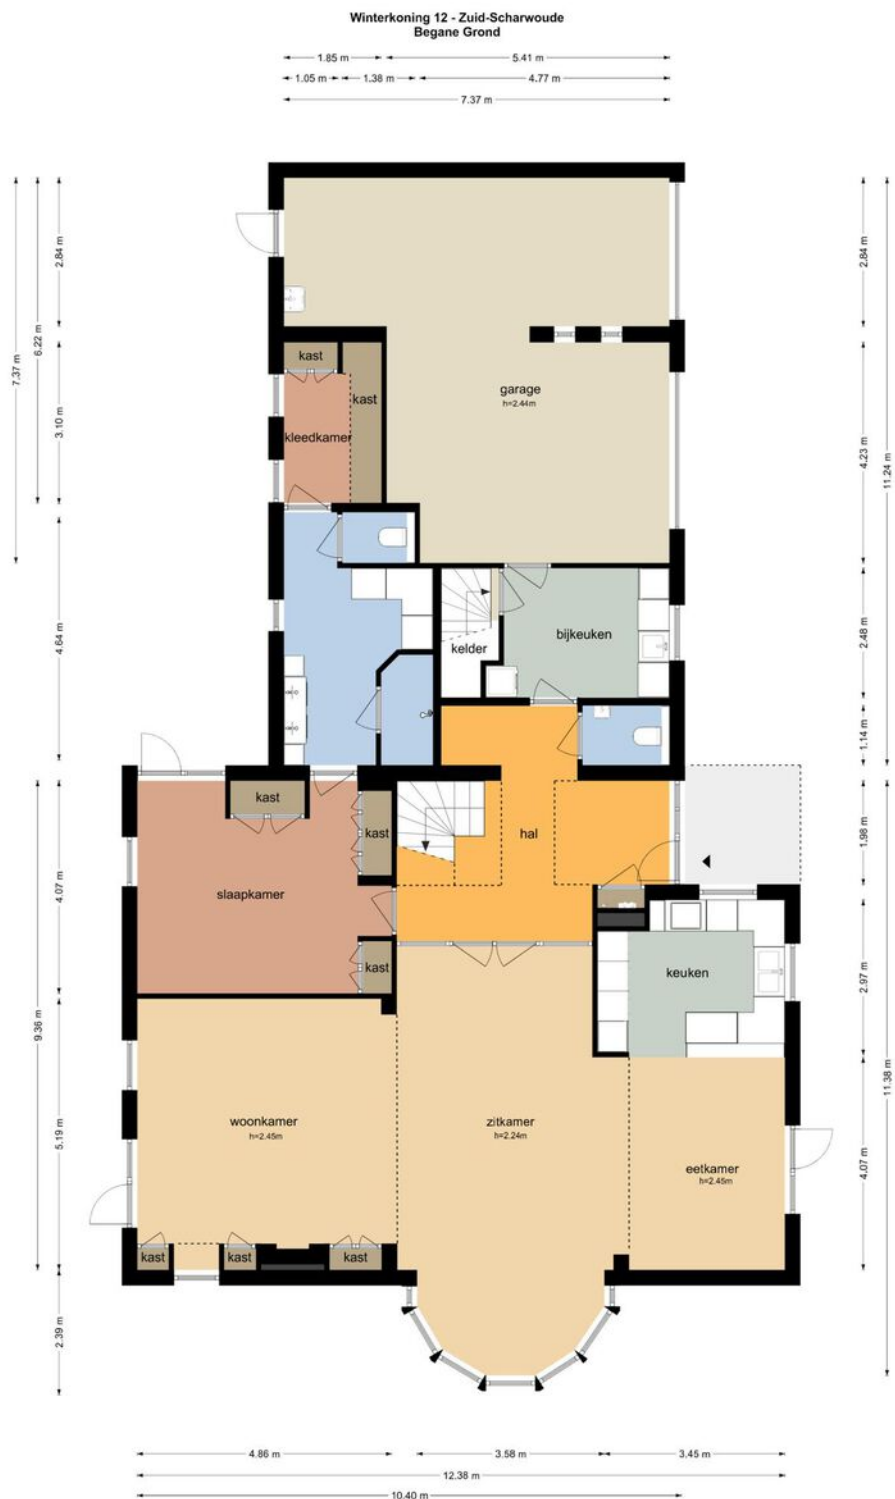 Winterkoning 12 - Zuid-Scharwoude
Begane Grond
1.85 m
5.41 m
1.05 m
1.38 m
4.77 m
7.37 m
7.37 m
6.22 m
2.84 m
3.10 m
4.64 m
9.36 m
4.07 m
5.19 m
2.39 m
2.84 m
4.23 m
11.24 m
2.48 m
1.14 m
1.98 m
2.97 m
4.07 m
11.38 m
kast
kast
kleedkamer
garage
h=2.44m
kelder
bijkeuken
kast
kast
hal
slaapkamer
kast
keuken
woonkamer
h=2.45m
zitkamer
h=2.24m
eetkamer
h=2.45m
kast
kast
kast
4.86 m
3.58 m
3.45 m
12.38 m
10.40 m